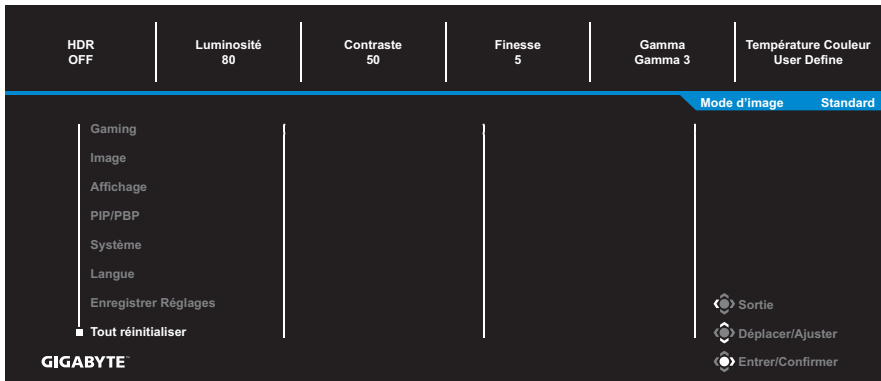 HDR
OFF
Luminosité
80
Contraste
50
Finesse
5
Gamma
Gamma 3
Température Couleur
User Define
Mode d'image Standard
Gaming
Image
Affichage
PIP/PBP
Système
Langue
Enregistrer Réglages
Tout réinitialiser
Sortie
Déplacer/Ajuster
Entrer/Confirmer
GIGABYTE™